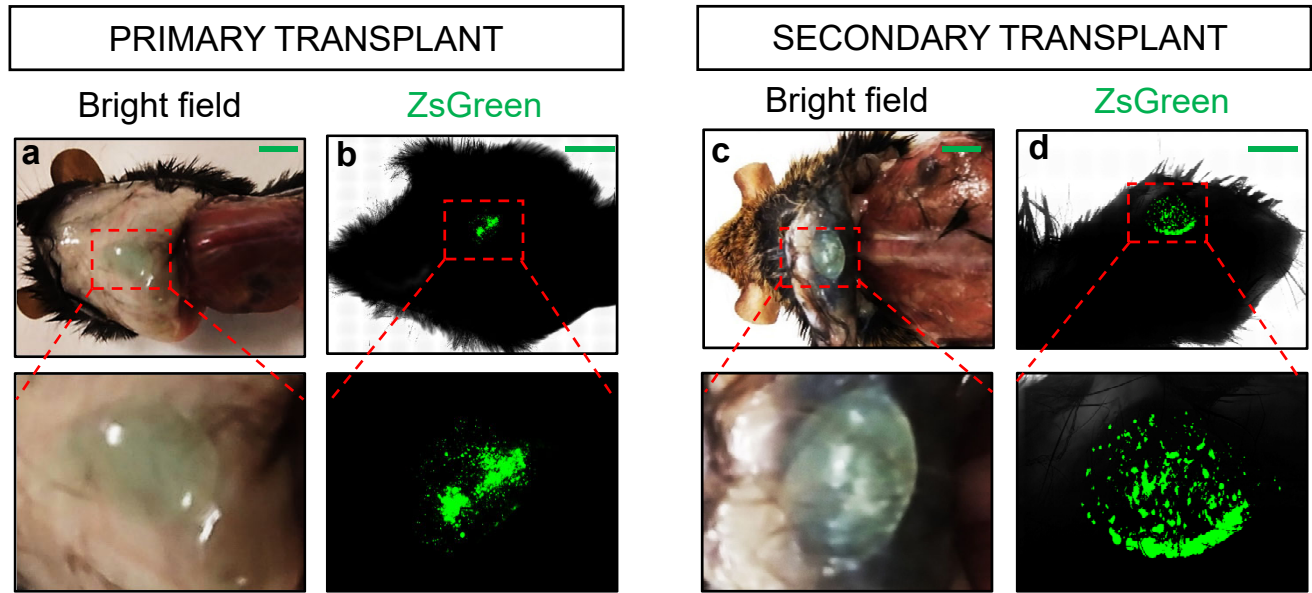 PRIMARY TRANSPLANT
SECONDARY TRANSPLANT
Bright field
ZsGreen
Bright field
ZsGreen
a
b
c
d